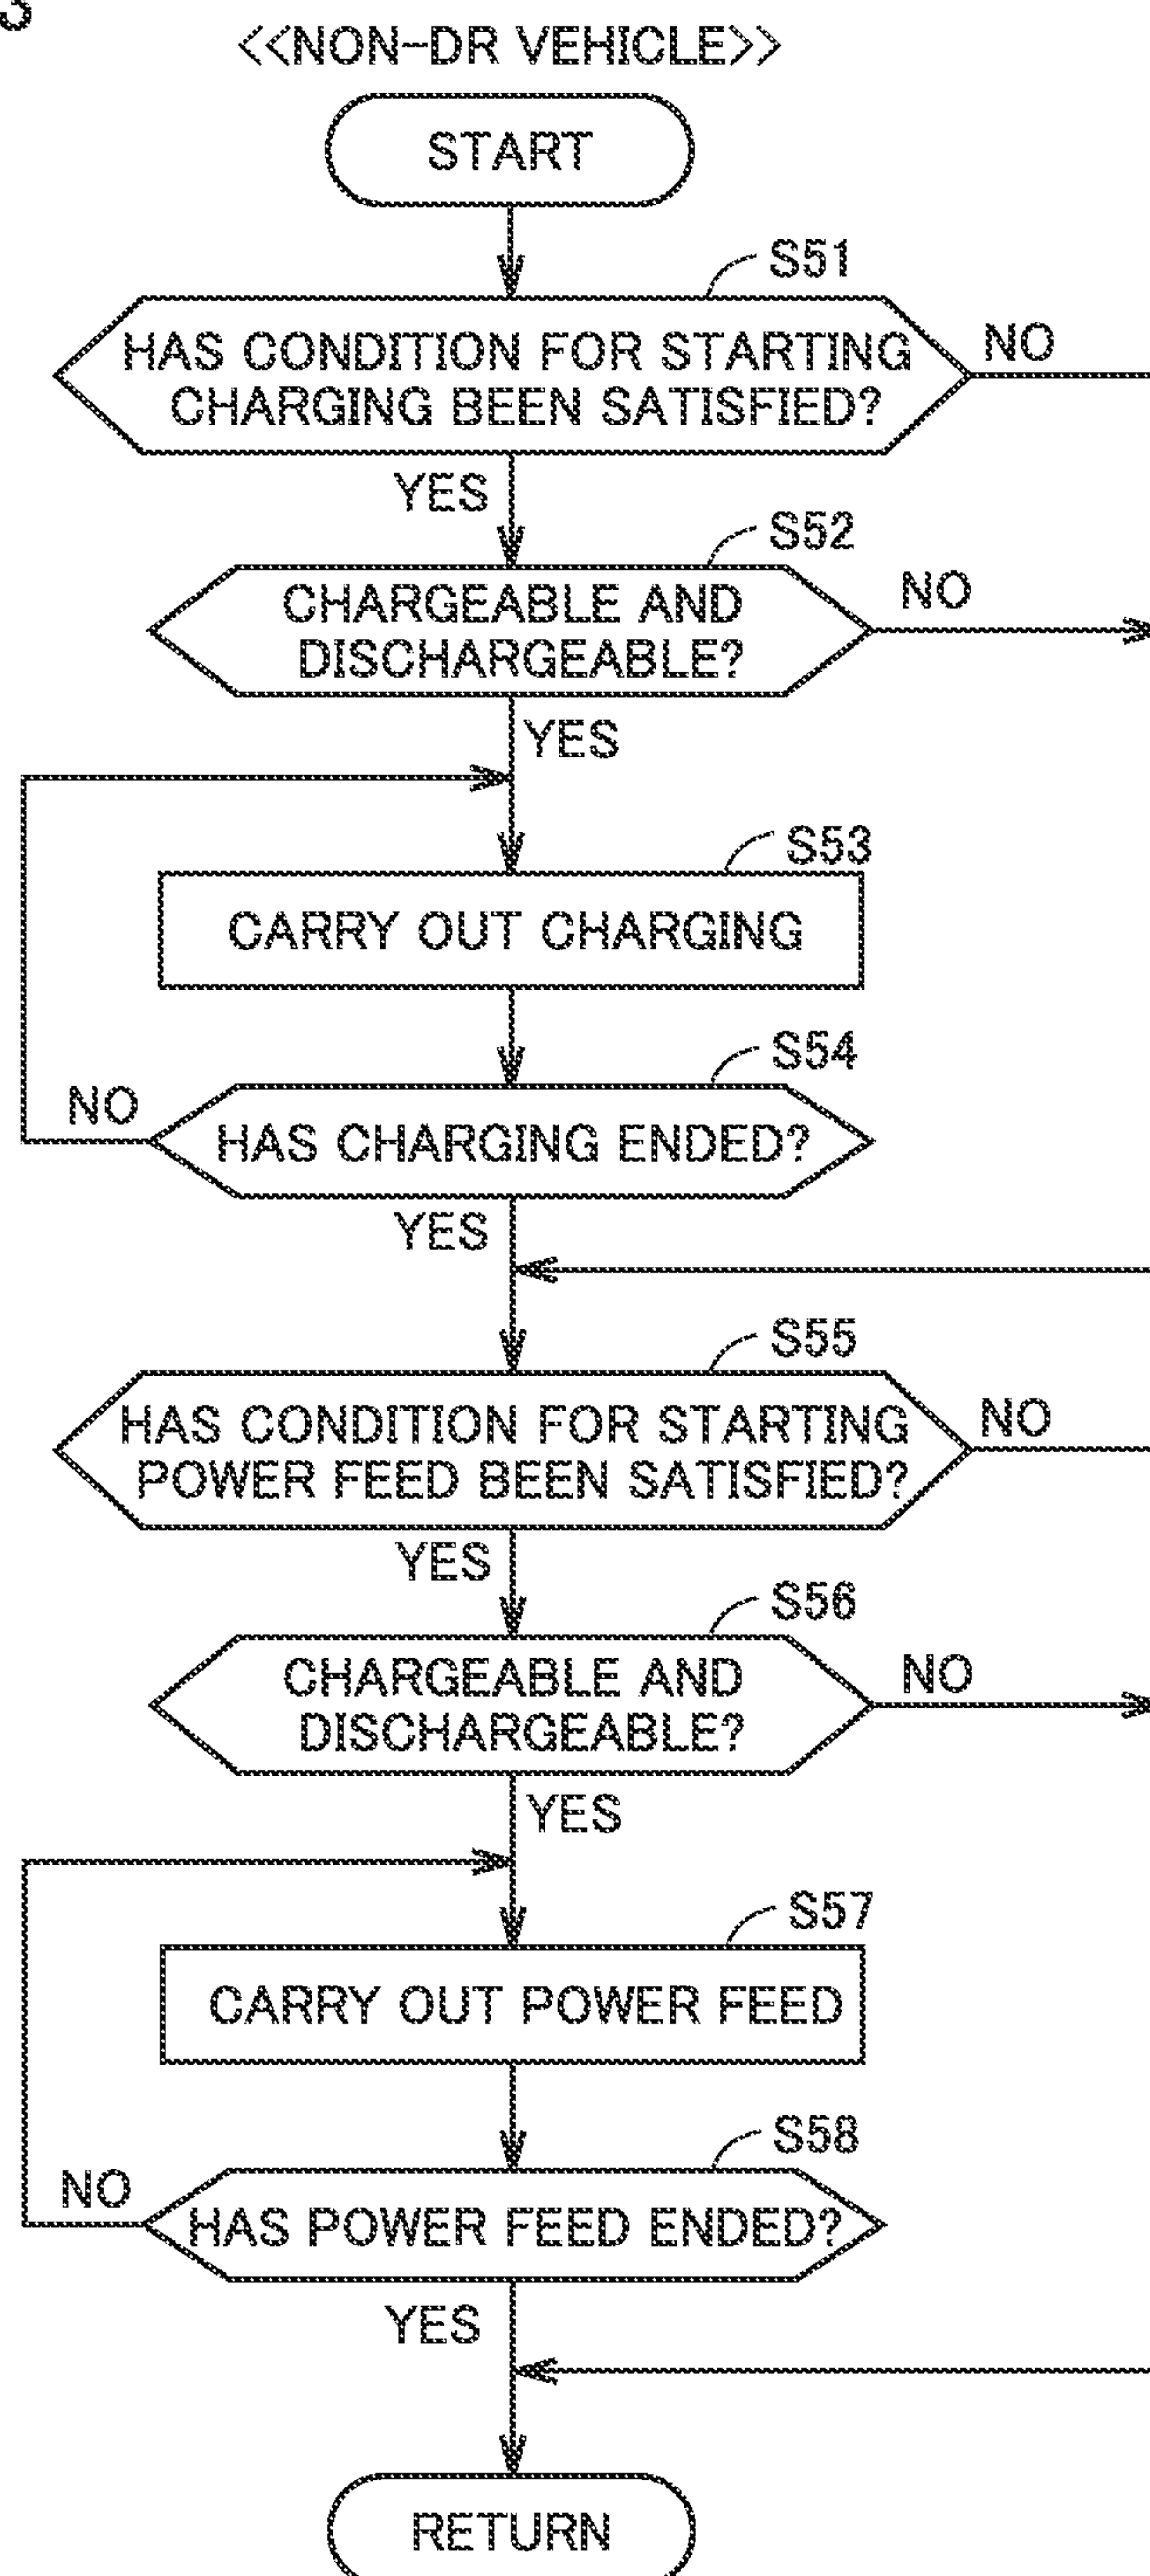 3
<<NON-DR VEHICLE>>
START
S51
HAS CONDITION FOR STARTING
CHARGING BEEN SATISFIED?
NO
YES
S52
CHARGEABLE AND
DISCHARGEABLE?
NO
YES
S53
CARRY OUT CHARGING
S54
HAS CHARGING ENDED?
NO
YES
S55
HAS CONDITION FOR STARTING
POWER FEED BEEN SATISFIED?
NO
YES
S56
CHARGEABLE AND
DISCHARGEABLE?
NO
YES
S57
CARRY OUT POWER FEED
S58
HAS POWER FEED ENDED?
NO
YES
RETURN